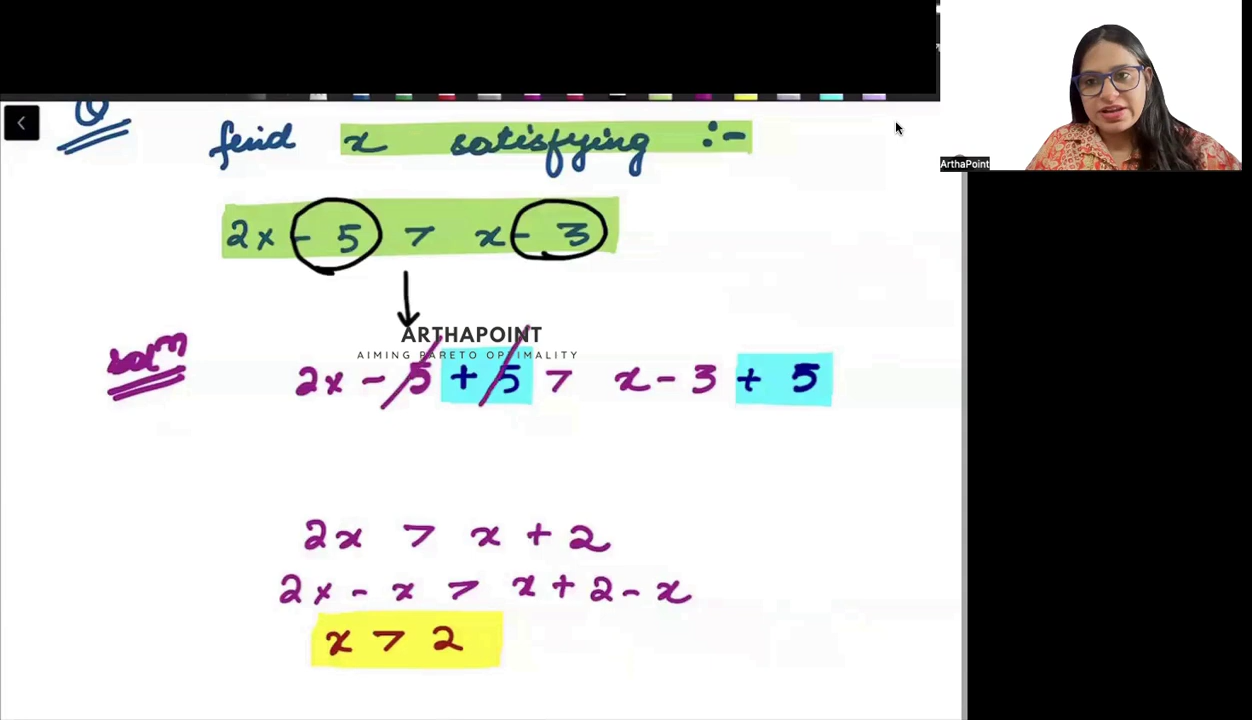 Q find x satisfying :-
ArthaPoint
2x - 5 > x - 3
ARTHAPOINT
AIMING PARETO OPTIMALITY
Soln
2x - 5 + 5 > x - 3 + 5
2x > x + 2
2x - x > x + 2 - x
x > 2